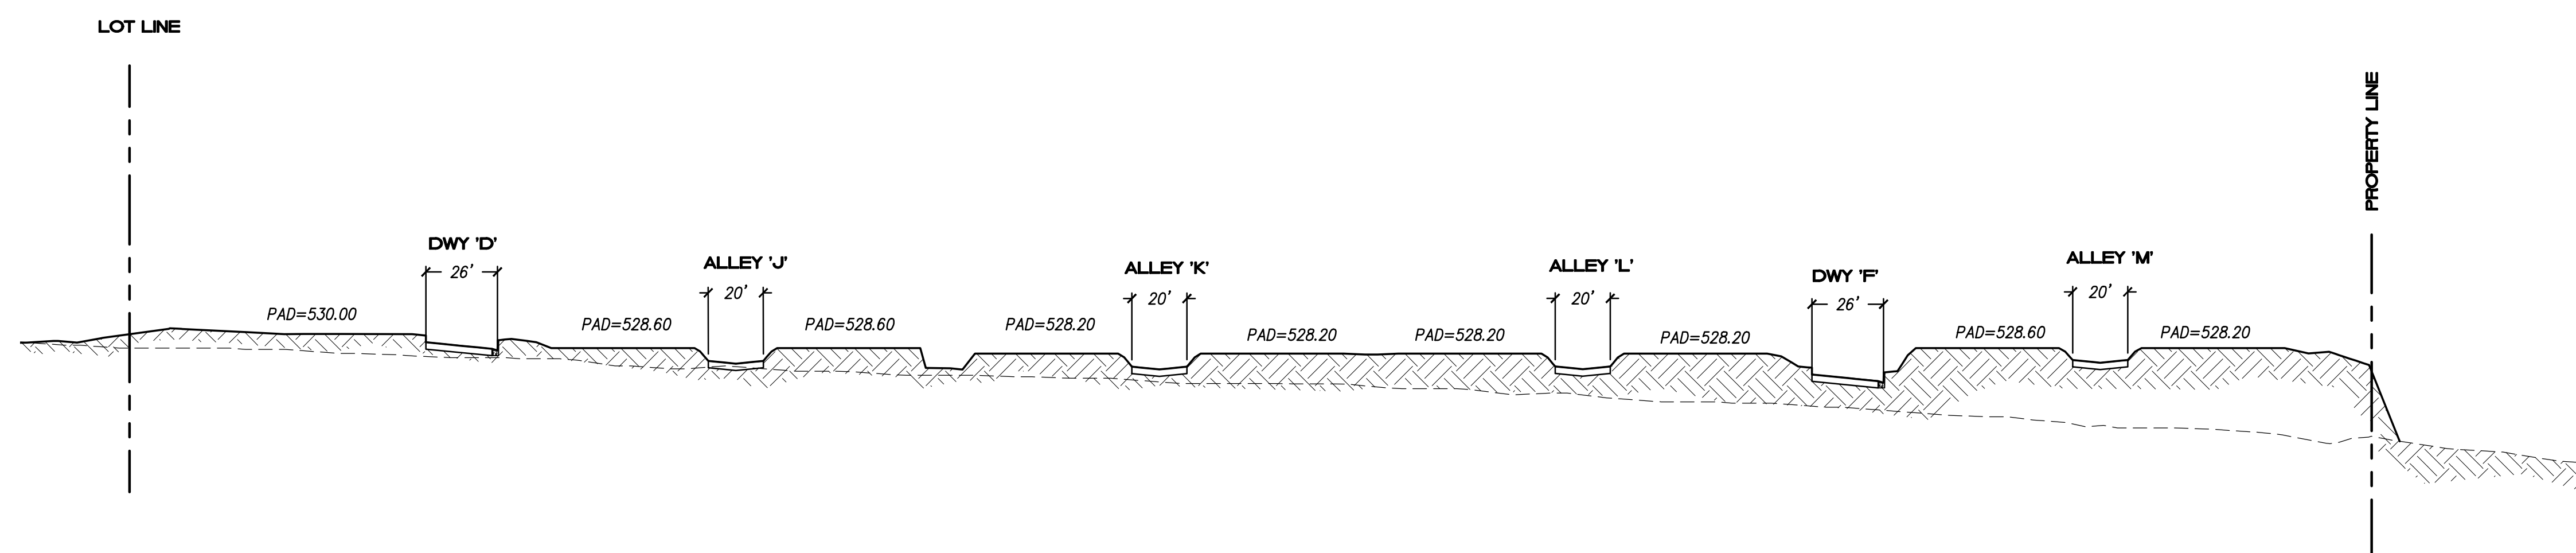 LOT LINE
PROPERTY LINE
DWY 'D'
26'
ALLEY 'J'
20'
ALLEY 'K'
20'
ALLEY 'L'
20'
DWY 'F'
26'
ALLEY 'M'
20'
PAD=530.00
PAD=528.60
PAD=528.60
PAD=528.20
PAD=528.20
PAD=528.20
PAD=528.20
PAD=528.60
PAD=528.20